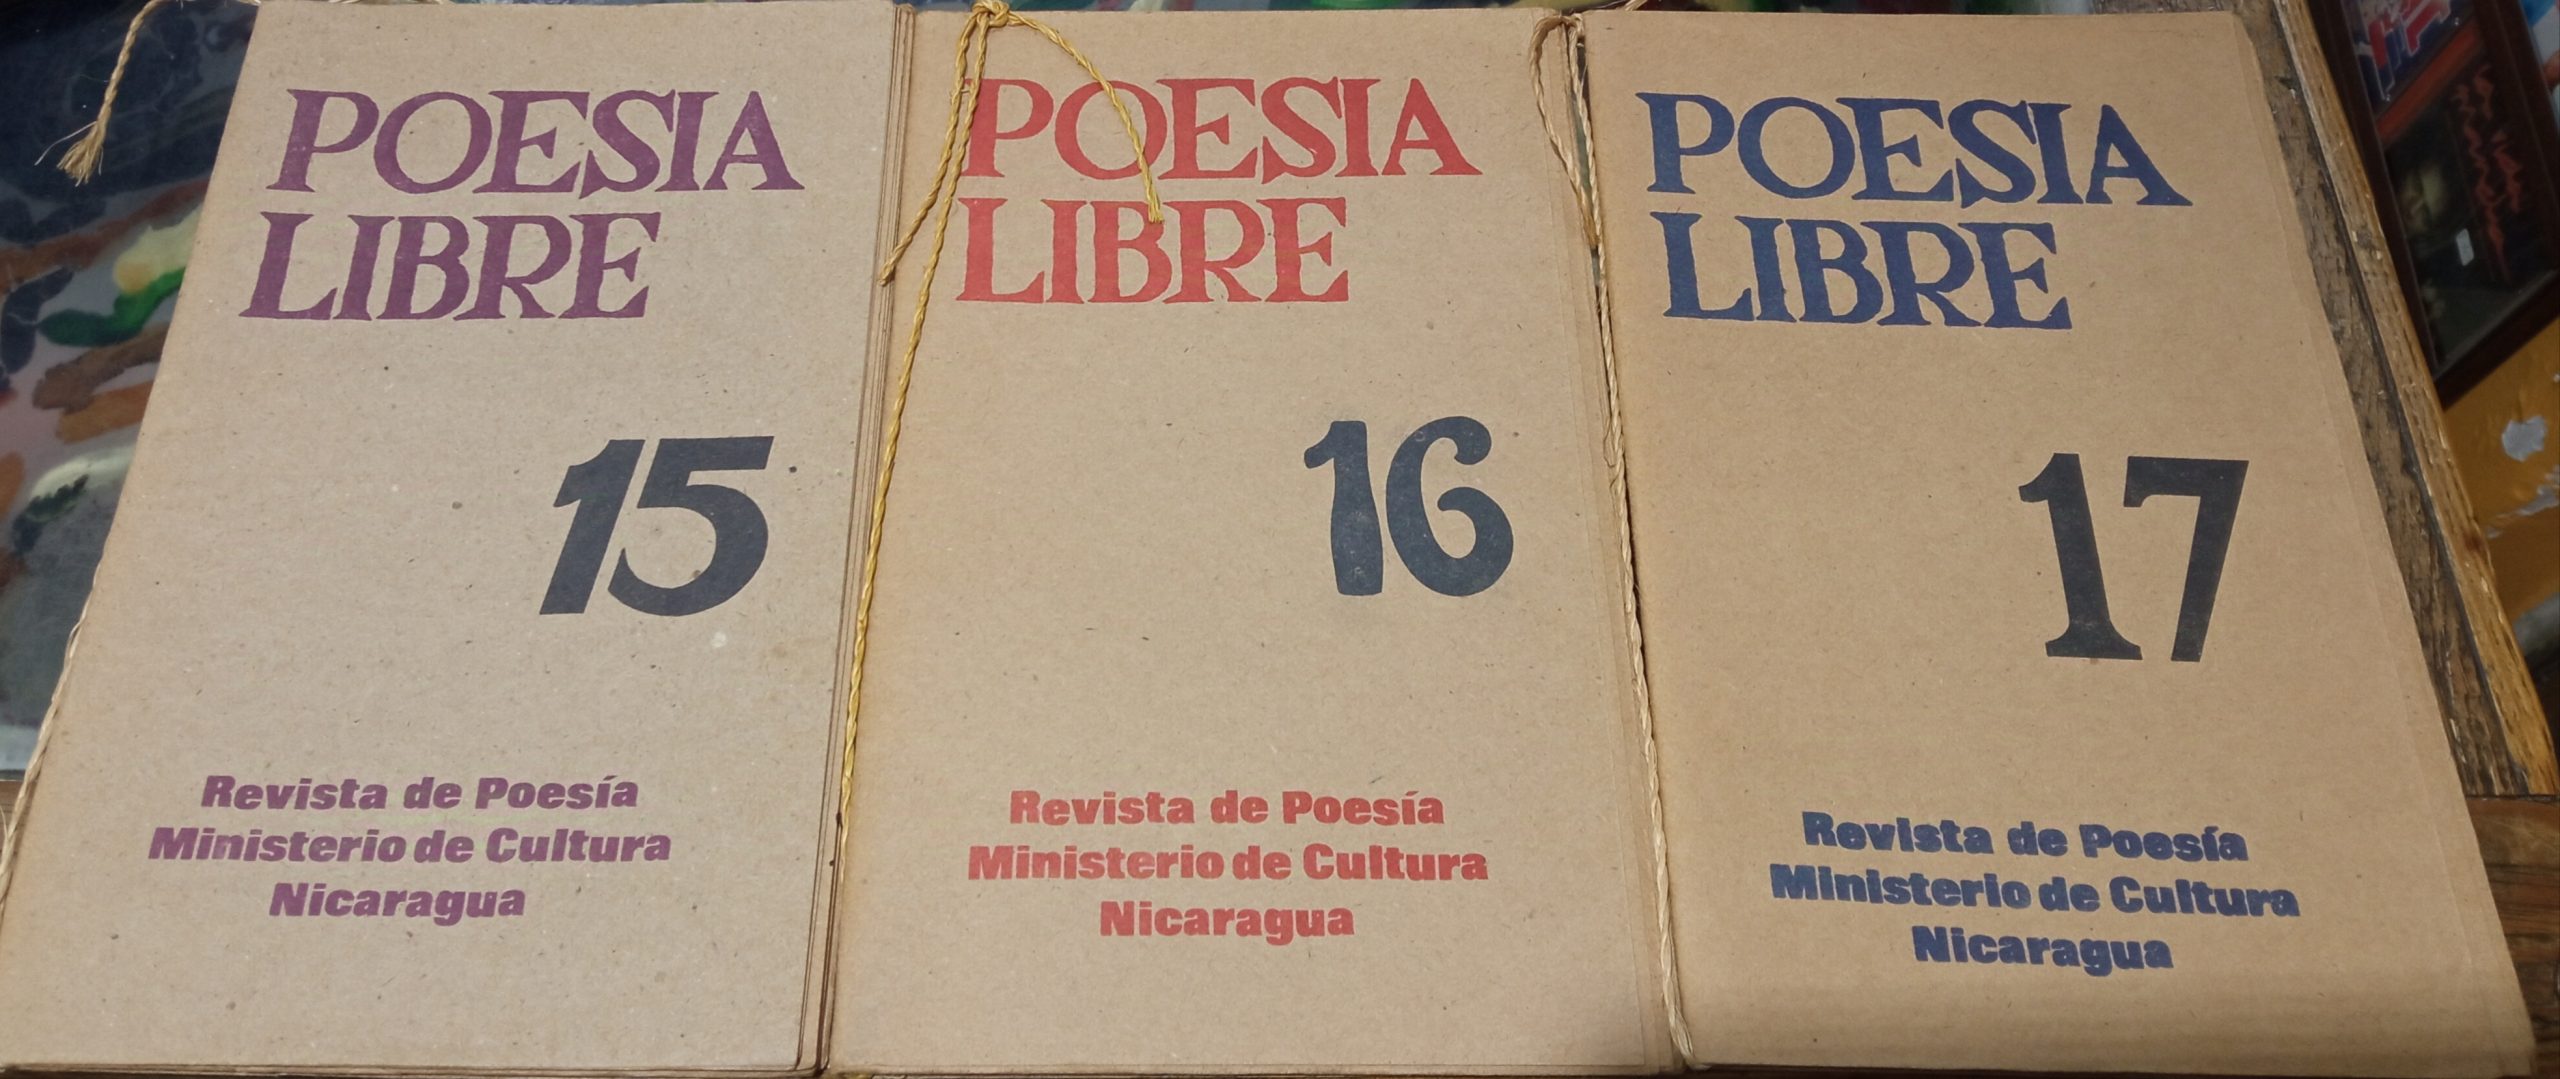 POESIA
LIBRE
15
Revista de Poesía
Ministerio de Cultura
Nicaragua
POESIA
LIBRE
16
Revista de Poesía
Ministerio de Cultura
Nicaragua
POESIA
LIBRE
17
Revista de Poesía
Ministerio de Cultura
Nicaragua